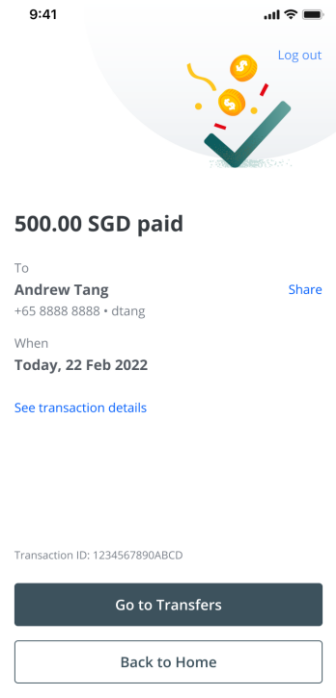 9:41
Log out
500.00 SGD paid
To
Andrew Tang
Share
+65 8888 8888 • dtang
When
Today, 22 Feb 2022
See transaction details
Transaction ID: 1234567890ABCD
Go to Transfers
Back to Home